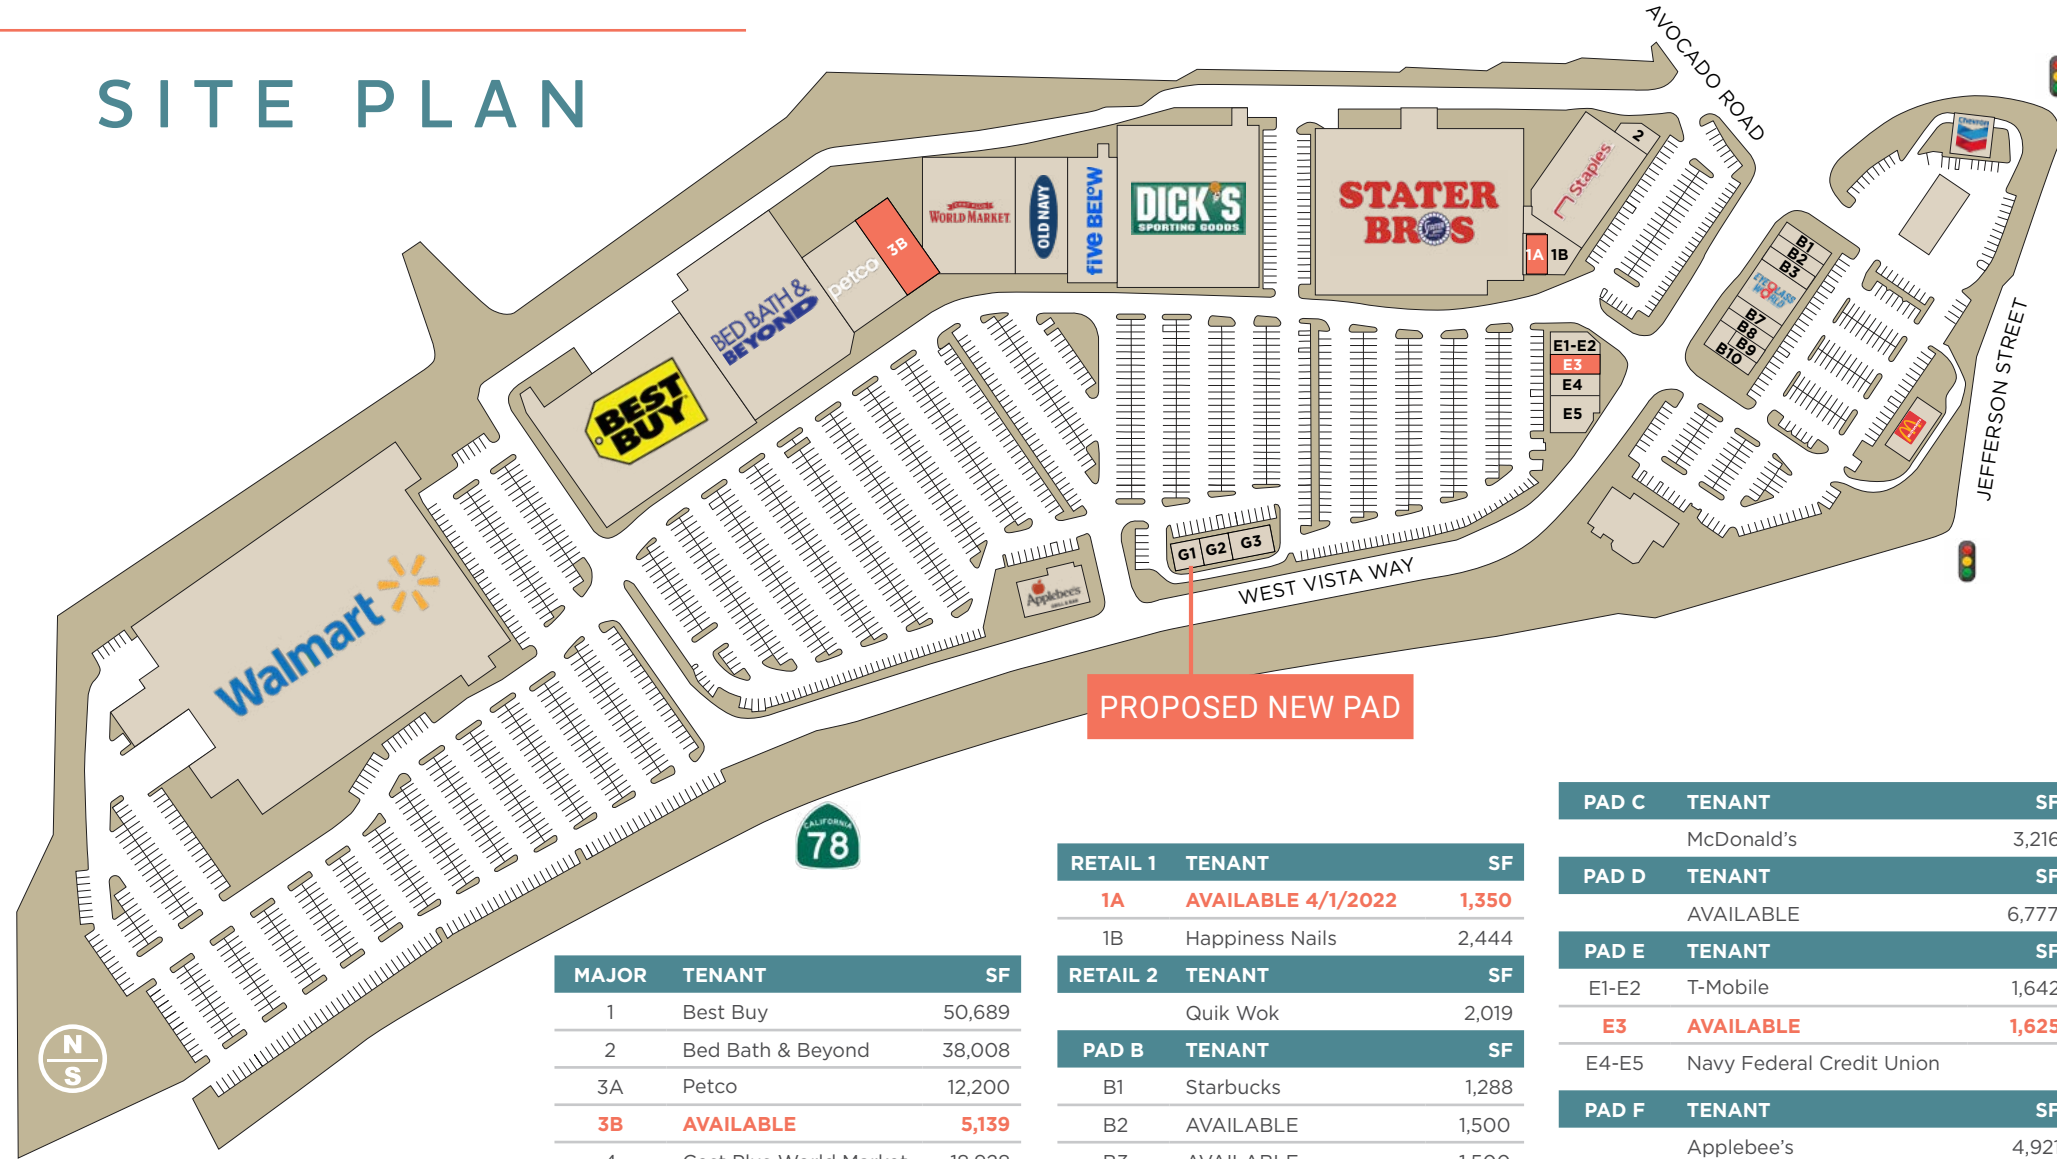 SITE PLAN
AVOCADO ROAD
Chevron
2
Staples
WORLD MARKET
OLD NAVY
five BEL°W
DICK'S
SPORTING GOODS
STATER
BROS
1A 1B
3B
petco
BED BATH &
BEYOND
BEST
BUY
Walmart
B1
B2
B3
EYEGLASS
WORLD
B7
B8
B9
B10
E1-E2
E3
E4
E5
JEFFERSON STREET
G1 G2 G3
Applebee's
WEST VISTA WAY
PROPOSED NEW PAD
CALIFORNIA
78
N
S
MAJOR TENANT SF
1 Best Buy 50,689
2 Bed Bath & Beyond 38,008
3A Petco 12,200
3B AVAILABLE 5,139
RETAIL 1 TENANT SF
1A AVAILABLE 4/1/2022 1,350
1B Happiness Nails 2,444
RETAIL 2 TENANT SF
Quik Wok 2,019
PAD B TENANT SF
B1 Starbucks 1,288
B2 AVAILABLE 1,500
PAD C TENANT SF
McDonald's 3,216
PAD D TENANT SF
AVAILABLE 6,777
PAD E TENANT SF
E1-E2 T-Mobile 1,642
E3 AVAILABLE 1,625
E4-E5 Navy Federal Credit Union
PAD F TENANT SF
Applebee's 4,921